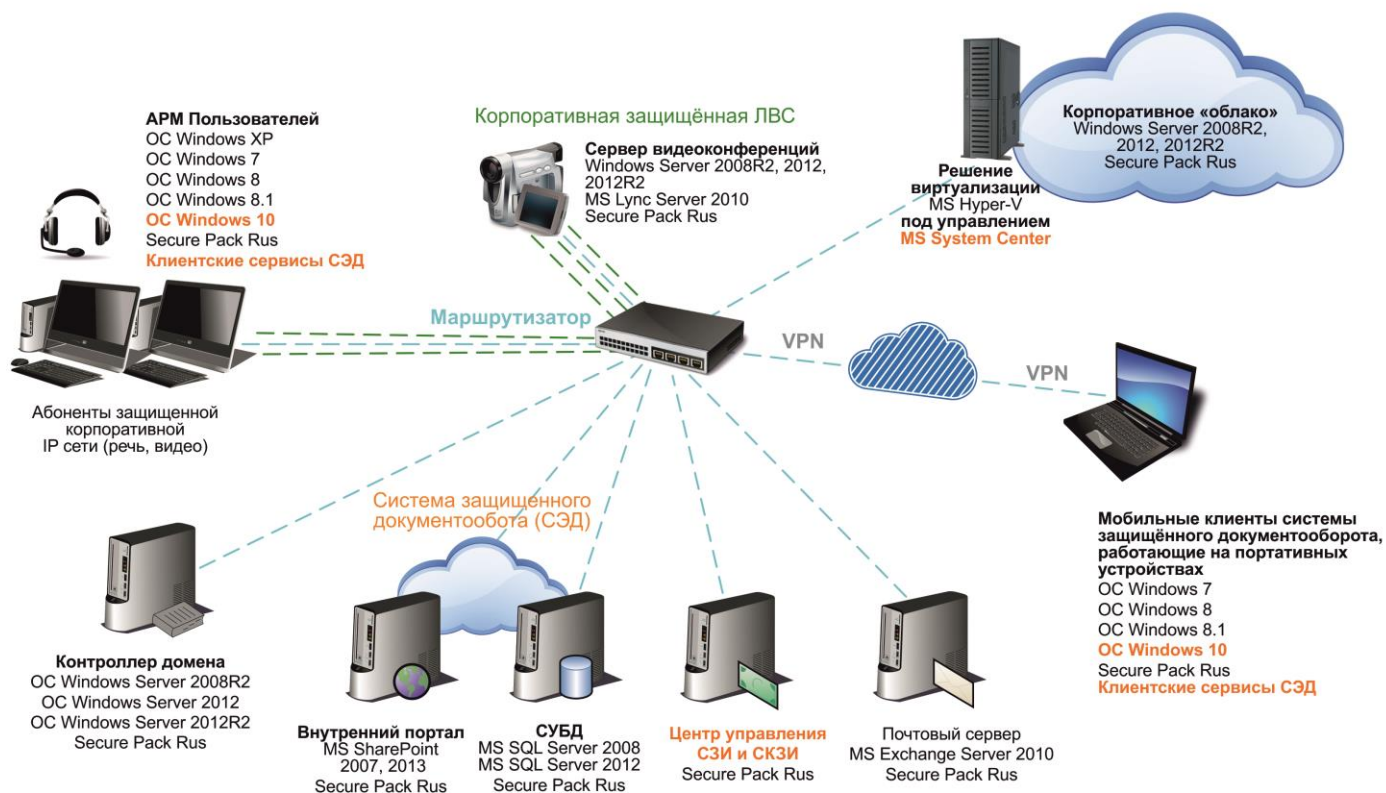 АРМ Пользователей
ОС Windows XP
ОС Windows 7
ОС Windows 8
ОС Windows 8.1
ОС Windows 10
Secure Pack Rus
Клиентские сервисы СЭД
Абоненты защищенной
корпоративной
IP сети (речь, видео)
Корпоративная защищённая ЛВС
Сервер видеоконференций
Windows Server 2008R2, 2012,
2012R2
MS Lync Server 2010
Secure Pack Rus
Маршрутизатор
Корпоративное «облако»
Windows Server 2008R2,
2012, 2012R2
Secure Pack Rus
Решение
виртуализации
MS Hyper-V
под управлением
MS System Center
VPN
VPN
Мобильные клиенты системы
защищённого документооборота,
работающие на портативных
устройствах
ОС Windows 7
ОС Windows 8
ОС Windows 8.1
ОС Windows 10
Secure Pack Rus
Клиентские сервисы СЭД
Система защищенного
документообота (СЭД)
Контроллер домена
ОС Windows Server 2008R2
ОС Windows Server 2012
ОС Windows Server 2012R2
Secure Pack Rus
Внутренний портал
MS SharePoint
2007, 2013
Secure Pack Rus
СУБД
MS SQL Server 2008
MS SQL Server 2012
Secure Pack Rus
Центр управления
СЗИ и СКЗИ
Secure Pack Rus
Почтовый сервер
MS Exchange Server 2010
Secure Pack Rus